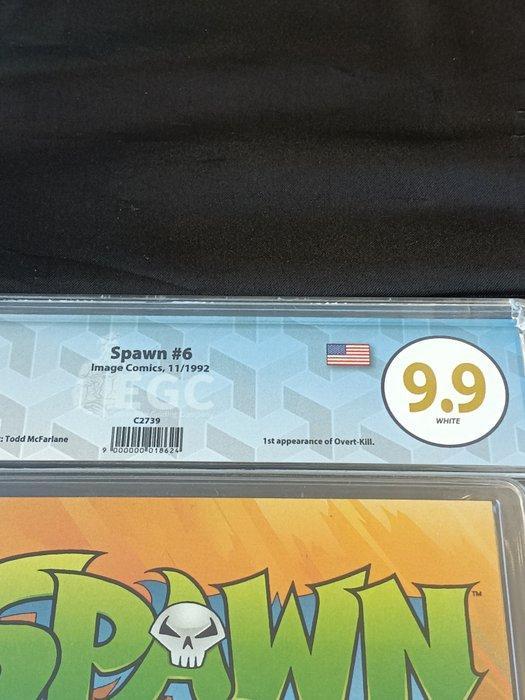 Spawn #6
Image Comics, 11/1992
EGC
C2739
9 000000 018624
: Todd McFarlane
1st appearance of Overt-Kill.
9.9
WHITE
SPAWN
TM